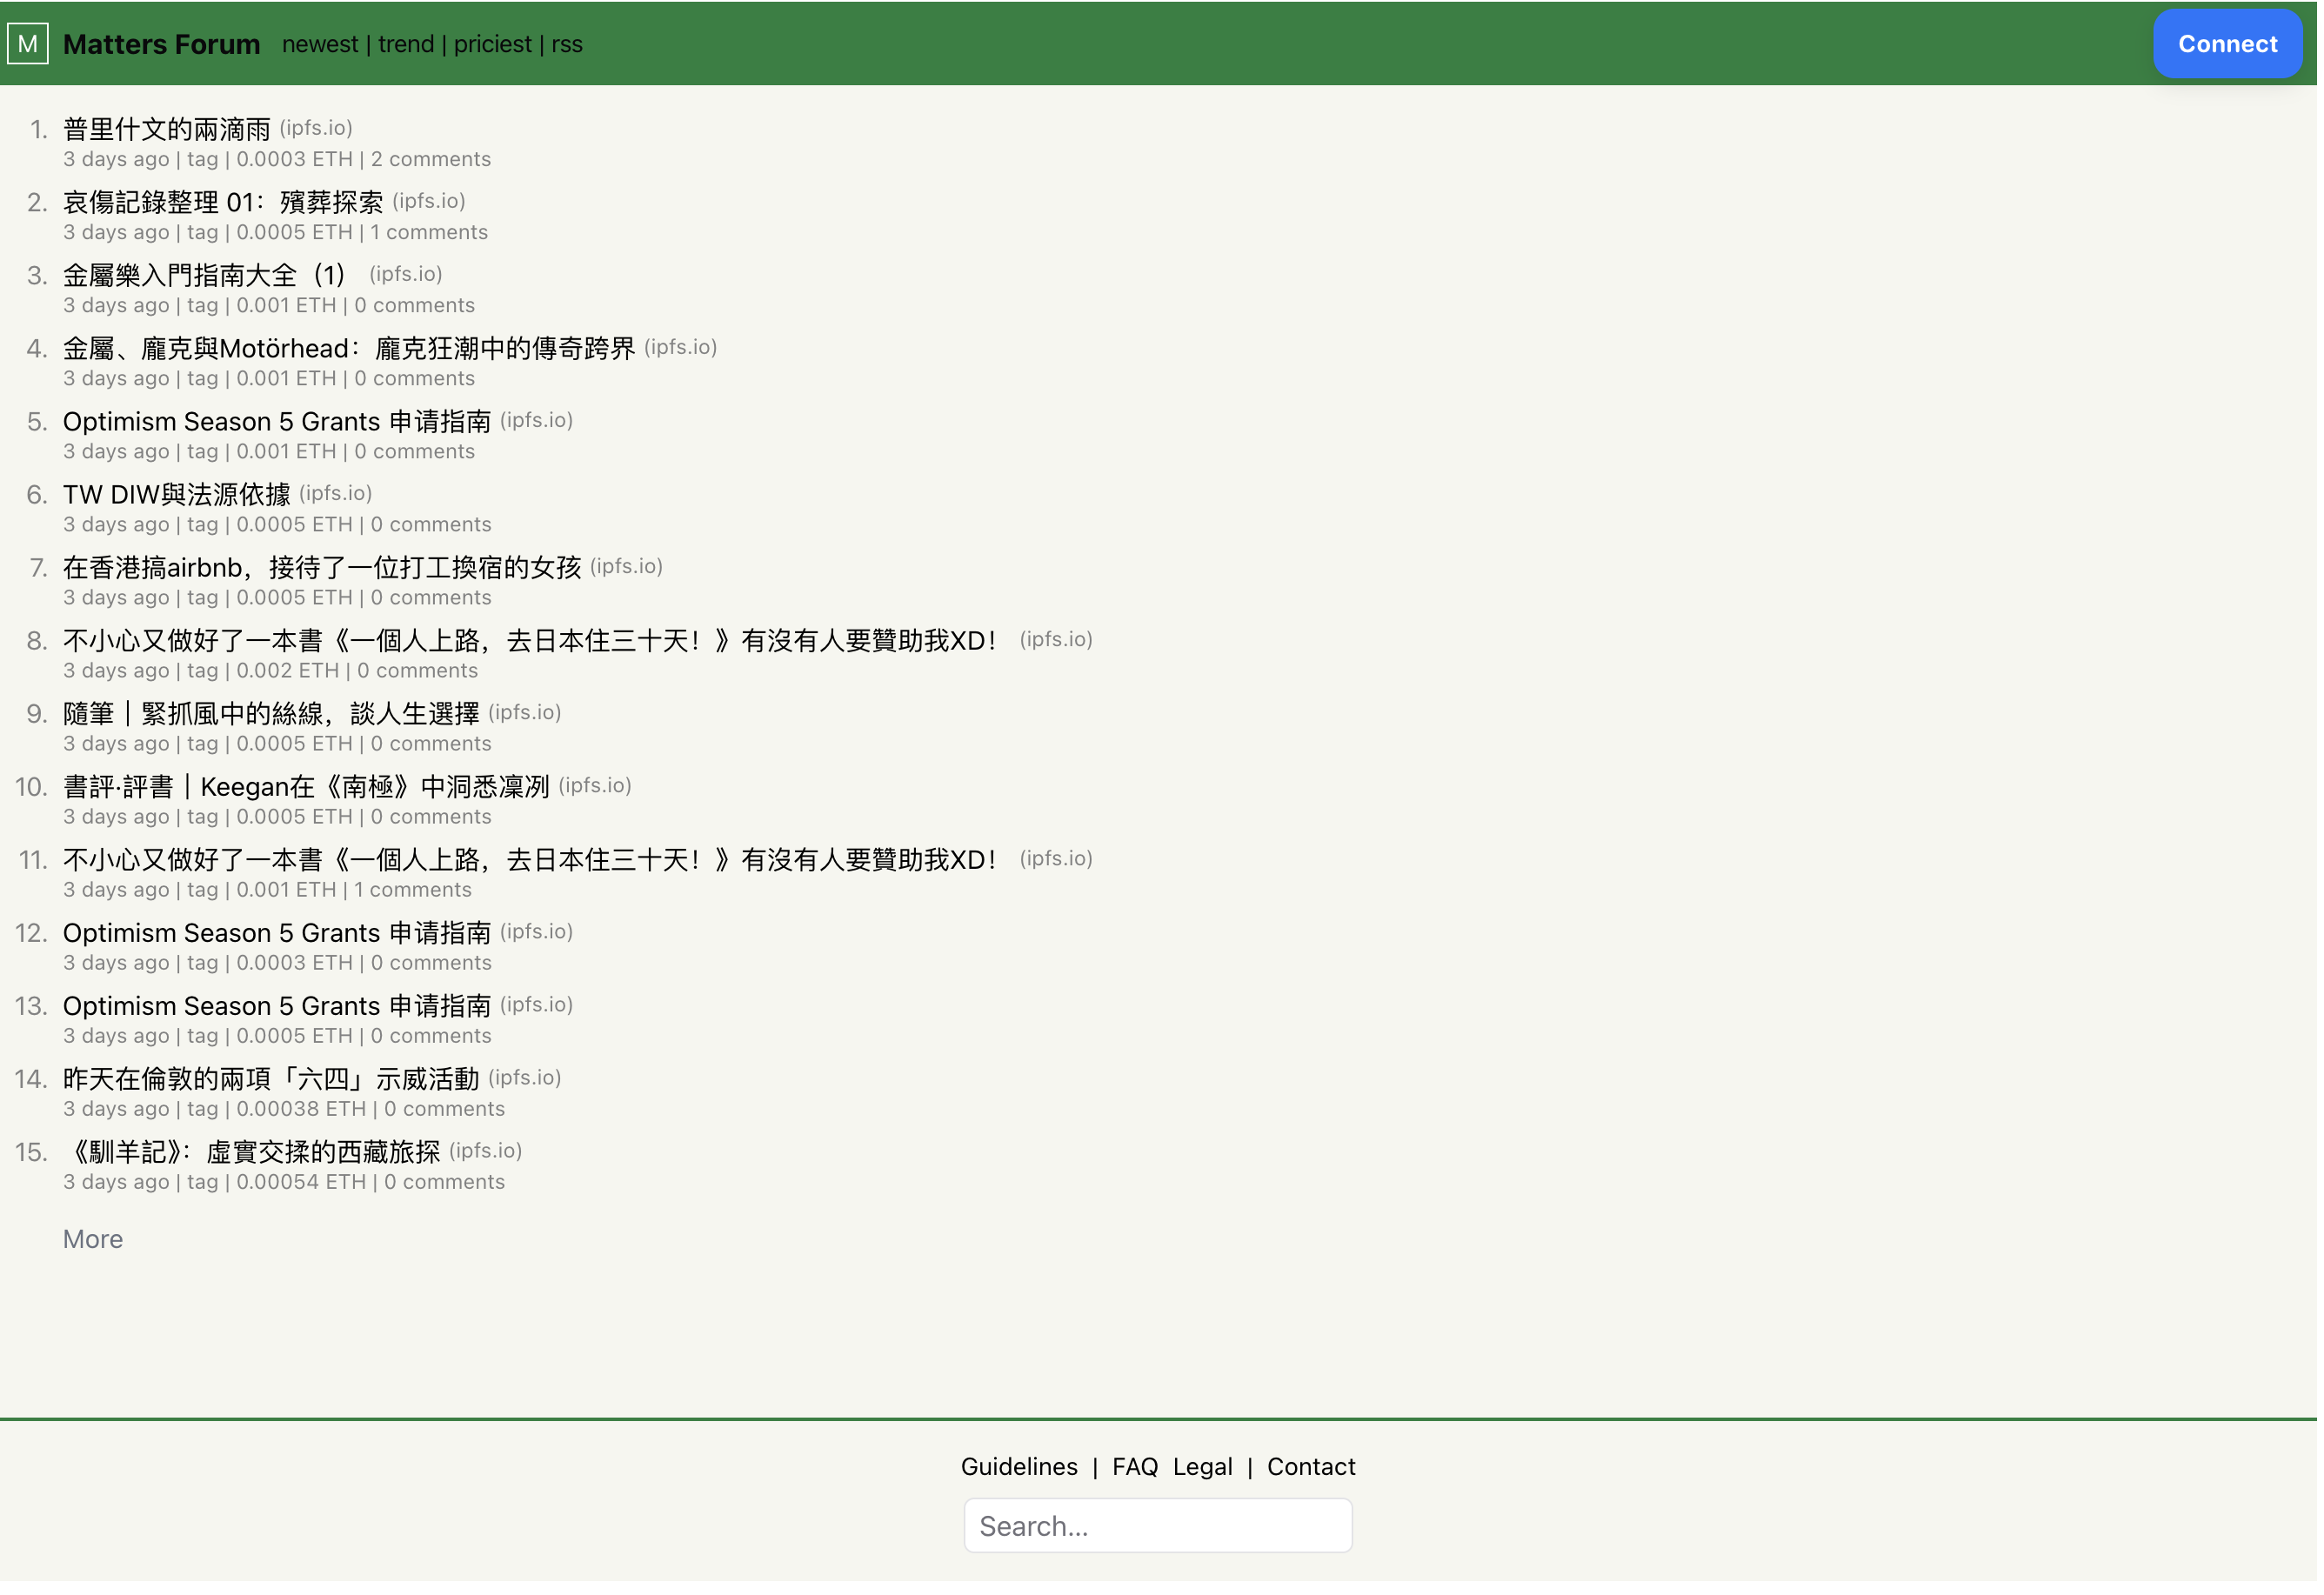 M Matters Forum newest | trend | priciest | rss Connect
1. 普里什文的兩滴雨 (ipfs.io)
3 days ago | tag | 0.0003 ETH | 2 comments
2. 哀傷記錄整理 01：殯葬探索 (ipfs.io)
3 days ago | tag | 0.0005 ETH | 1 comments
3. 金屬樂入門指南大全（1） (ipfs.io)
3 days ago | tag | 0.001 ETH | 0 comments
4. 金屬、龐克與Motörhead：龐克狂潮中的傳奇跨界 (ipfs.io)
3 days ago | tag | 0.001 ETH | 0 comments
5. Optimism Season 5 Grants 申请指南 (ipfs.io)
3 days ago | tag | 0.001 ETH | 0 comments
6. TW DIW與法源依據 (ipfs.io)
3 days ago | tag | 0.0005 ETH | 0 comments
7. 在香港搞airbnb，接待了一位打工換宿的女孩 (ipfs.io)
3 days ago | tag | 0.0005 ETH | 0 comments
8. 不小心又做好了一本書《一個人上路，去日本住三十天！》有沒有人要贊助我XD！ (ipfs.io)
3 days ago | tag | 0.002 ETH | 0 comments
9. 隨筆｜緊抓風中的絲線，談人生選擇 (ipfs.io)
3 days ago | tag | 0.0005 ETH | 0 comments
10. 書評·評書｜Keegan在《南極》中洞悉凜冽 (ipfs.io)
3 days ago | tag | 0.0005 ETH | 0 comments
11. 不小心又做好了一本書《一個人上路，去日本住三十天！》有沒有人要贊助我XD！ (ipfs.io)
3 days ago | tag | 0.001 ETH | 1 comments
12. Optimism Season 5 Grants 申请指南 (ipfs.io)
3 days ago | tag | 0.0003 ETH | 0 comments
13. Optimism Season 5 Grants 申请指南 (ipfs.io)
3 days ago | tag | 0.0005 ETH | 0 comments
14. 昨天在倫敦的兩項「六四」示威活動 (ipfs.io)
3 days ago | tag | 0.00038 ETH | 0 comments
15. 《馴羊記》：虛實交揉的西藏旅探 (ipfs.io)
3 days ago | tag | 0.00054 ETH | 0 comments
More
Guidelines | FAQ Legal | Contact
Search...